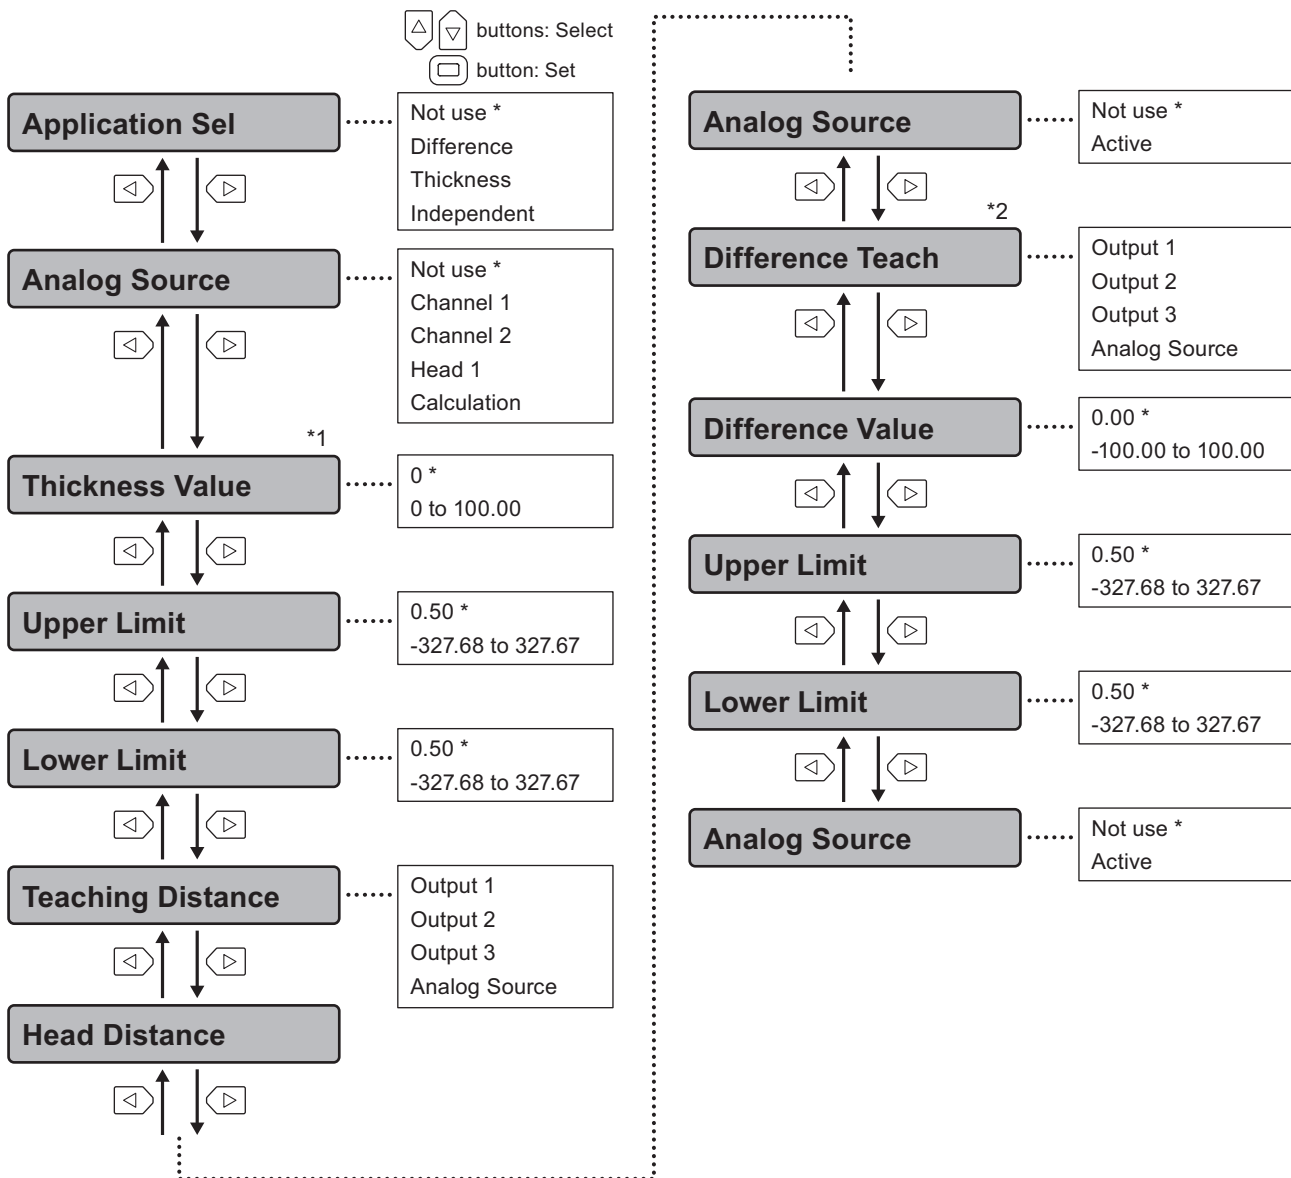 buttons: Select
button: Set
Application Sel
Not use *
Difference
Thickness
Independent
Analog Source
Not use *
Channel 1
Channel 2
Head 1
Calculation
*1
Thickness Value
0 *
0 to 100.00
Upper Limit
0.50 *
-327.68 to 327.67
Lower Limit
0.50 *
-327.68 to 327.67
Teaching Distance
Output 1
Output 2
Output 3
Analog Source
Head Distance
Analog Source
Not use *
Active
*2
Difference Teach
Output 1
Output 2
Output 3
Analog Source
Difference Value
0.00 *
-100.00 to 100.00
Upper Limit
0.50 *
-327.68 to 327.67
Lower Limit
0.50 *
-327.68 to 327.67
Analog Source
Not use *
Active